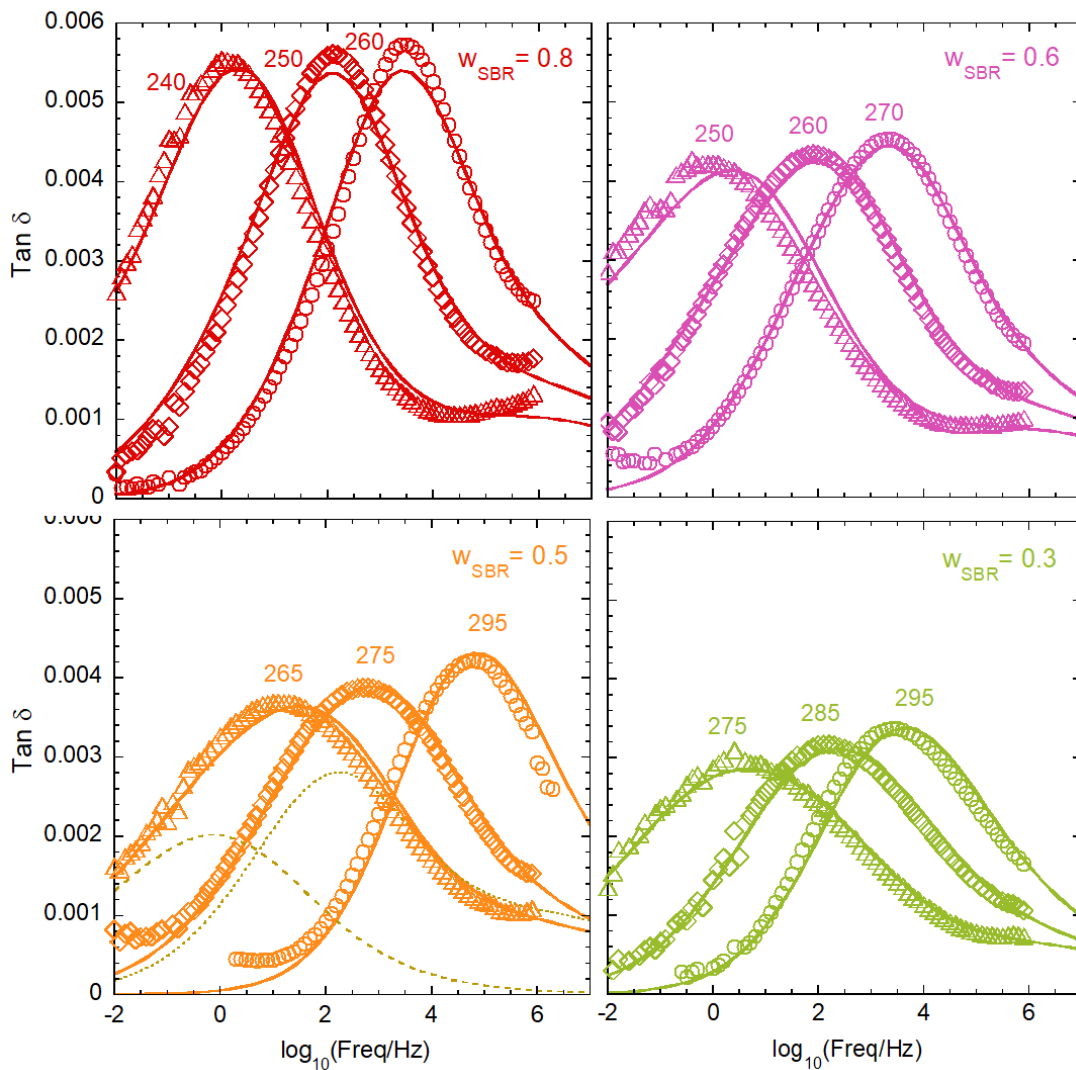 0.006
0.005
0.004
0.003
0.002
0.001
0
Tan δ
240
250
260
w_SBR = 0.8
250
260
270
w_SBR = 0.6
0.006
0.005
0.004
0.003
0.002
0.001
0
Tan δ
265
275
295
w_SBR = 0.5
275
285
295
w_SBR = 0.3
-2 0 2 4 6
log10(Freq/Hz)
-2 0 2 4 6
log10(Freq/Hz)